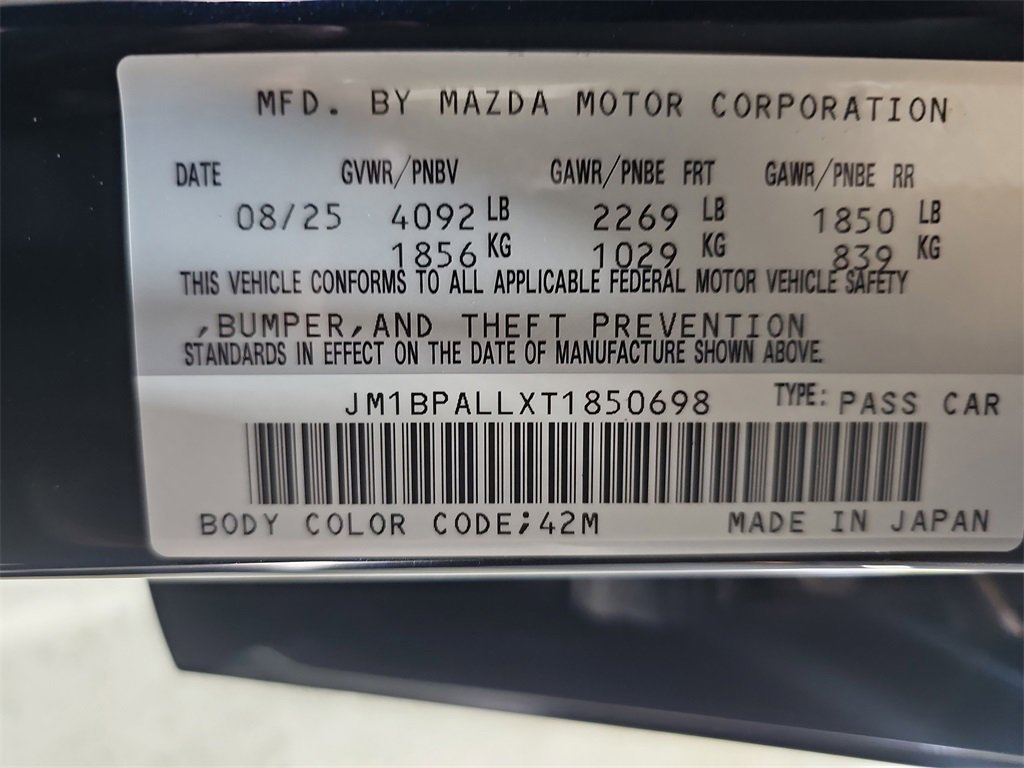 MFD. BY MAZDA MOTOR CORPORATION
DATE GVWR/PNBV GAWR/PNBE FRT GAWR/PNBE RR
08/25 4092 LB 2269 LB 1850 LB
1856 KG 1029 KG 839 KG
THIS VEHICLE CONFORMS TO ALL APPLICABLE FEDERAL MOTOR VEHICLE SAFETY
,BUMPER,AND THEFT PREVENTION
STANDARDS IN EFFECT ON THE DATE OF MANUFACTURE SHOWN ABOVE.
JM1BPALLXT1850698 TYPE: PASS CAR
BODY COLOR CODE;42M MADE IN JAPAN